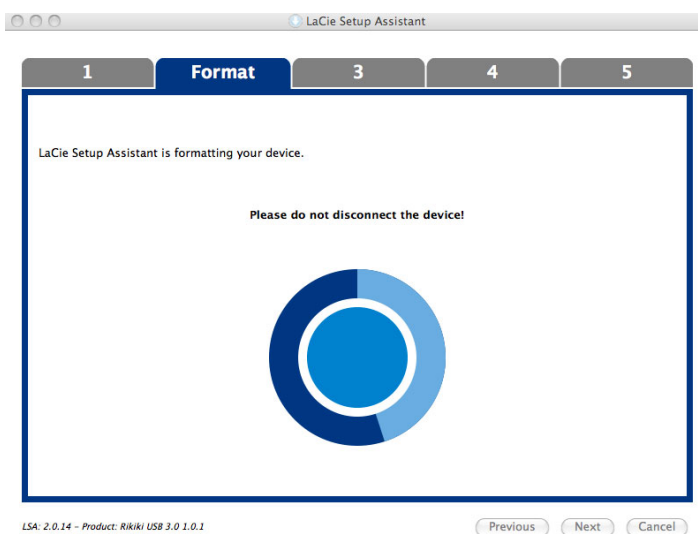 LaCie Setup Assistant
1 Format 3 4 5
LaCie Setup Assistant is formatting your device.
Please do not disconnect the device!
LSA: 2.0.14 – Product: Rikiki USB 3.0 1.0.1
Previous Next Cancel